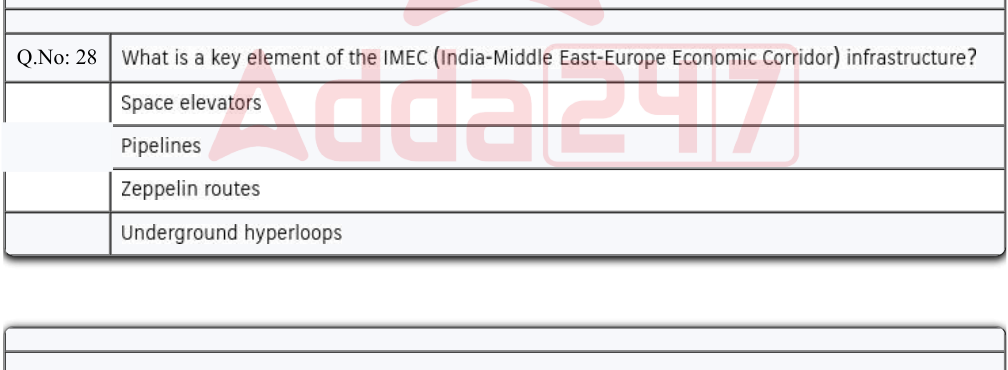 Q.No: 28 What is a key element of the IMEC (India-Middle East-Europe Economic Corridor) infrastructure?
Space elevators
Pipelines
Zeppelin routes
Underground hyperloops
Adda247